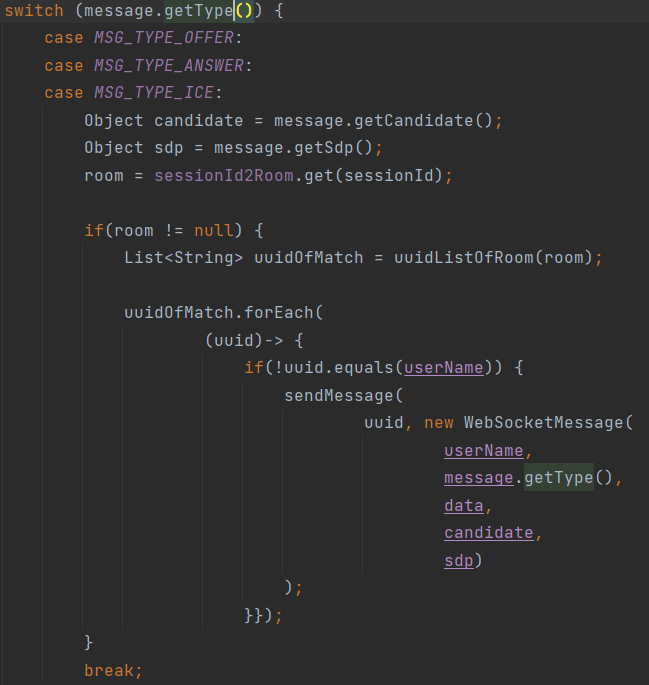 switch (message.getType()) {
case MSG_TYPE_OFFER:
case MSG_TYPE_ANSWER:
case MSG_TYPE_ICE:
Object candidate = message.getCandidate();
Object sdp = message.getSdp();
room = sessionId2Room.get(sessionId);
if(room != null) {
List<String> uuidOfMatch = uuidListOfRoom(room);
uuidOfMatch.forEach(
(uuid)-> {
if(!uuid.equals(userName)) {
sendMessage(
uuid, new WebSocketMessage(
userName,
message.getType(),
data,
candidate,
sdp)
);
}});
}
break;